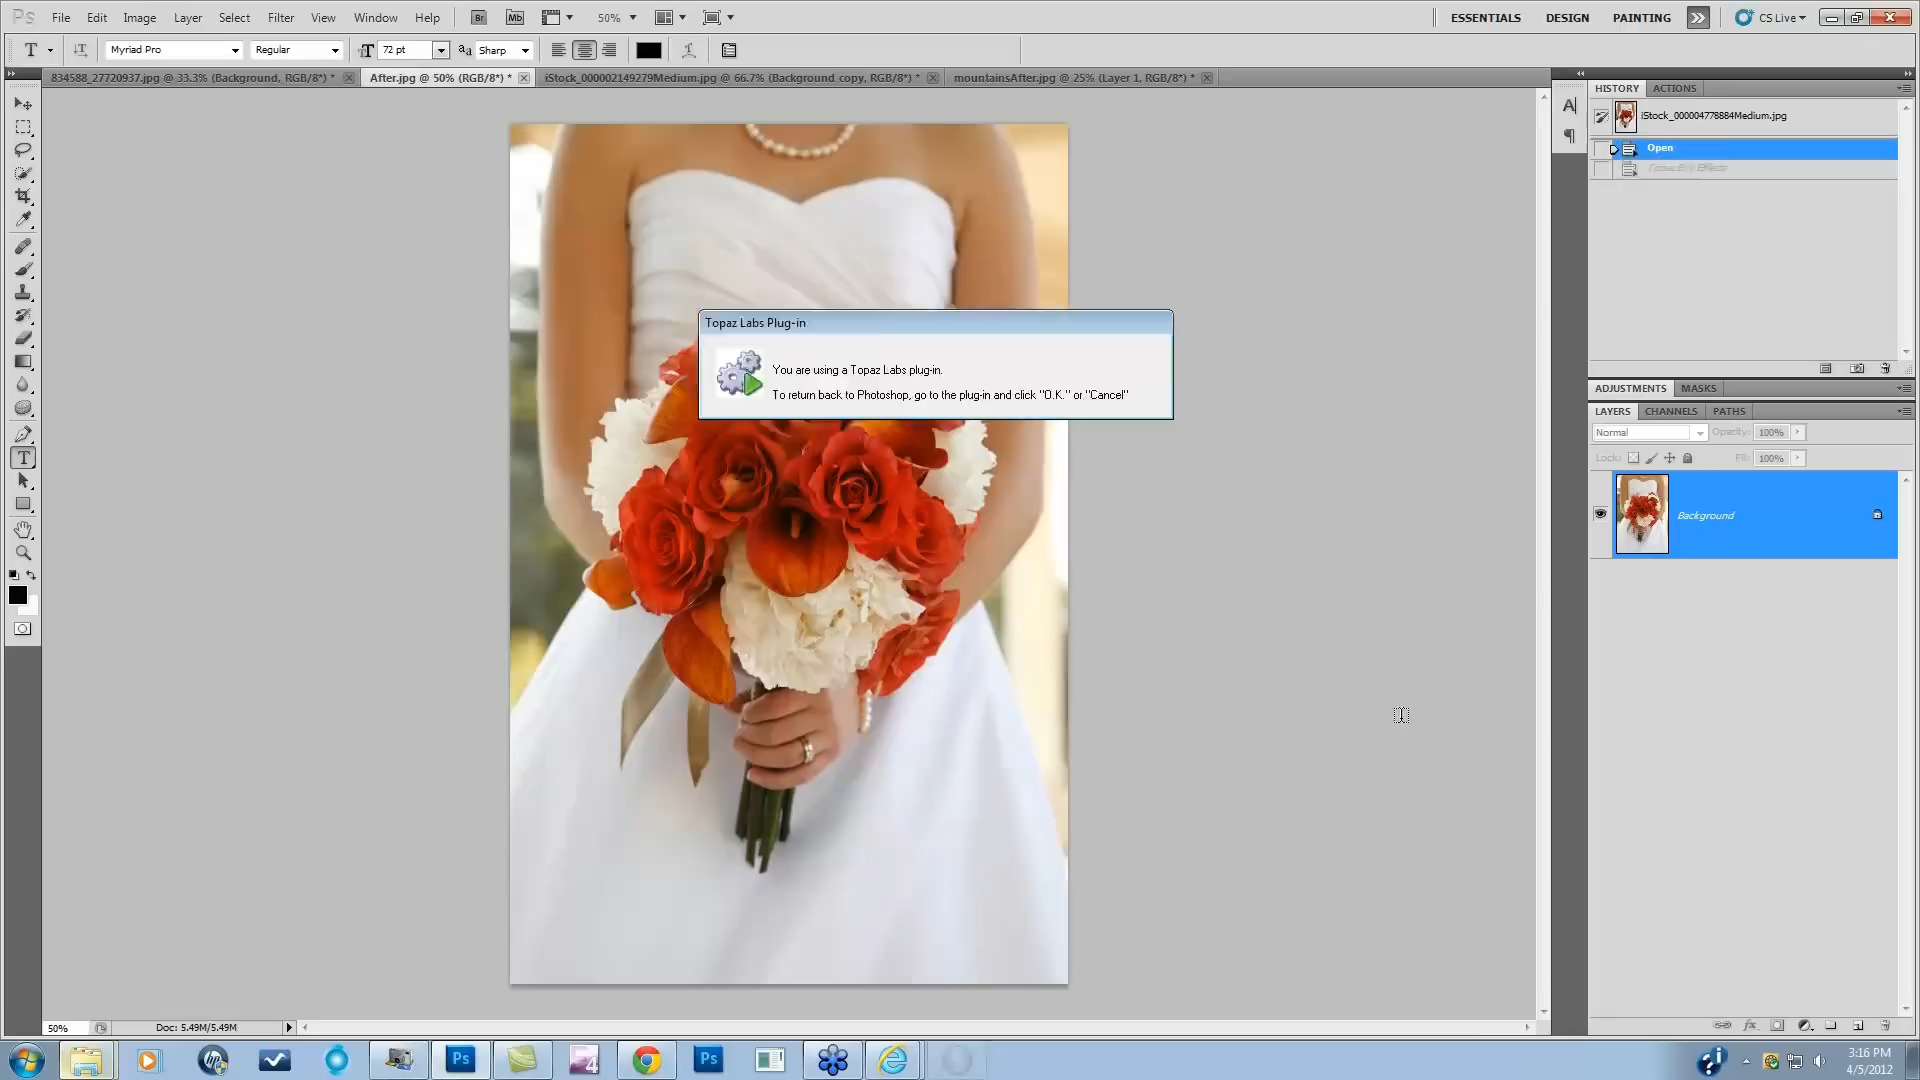 Ps File Edit Image Layer Select Filter View Window Help Br Mb 50% ESSENTIALS DESIGN PAINTING CS Live
T Myriad Pro Regular 72 pt Sharp
834588_27720937.jpg @ 33.3% (Background, RGB/8*) * After.jpg @ 50% (RGB/8*) * iStock_000002149279Medium.jpg @ 66.7% (Background copy, RGB/8*) * mountainsAfter.jpg @ 25% (Layer 1, RGB/8*) *
HISTORY ACTIONS
iStock_000004778884Medium.jpg
Open
Topaz Labs Plug-in
You are using a Topaz Labs plug-in.
To return back to Photoshop, go to the plug-in and click "O.K." or "Cancel"
ADJUSTMENTS MASKS
LAYERS CHANNELS PATHS
Normal Opacity: 100%
Lock: Fill: 100%
Background
50% Doc: 5.49M/5.49M
3:16 PM
4/5/2012